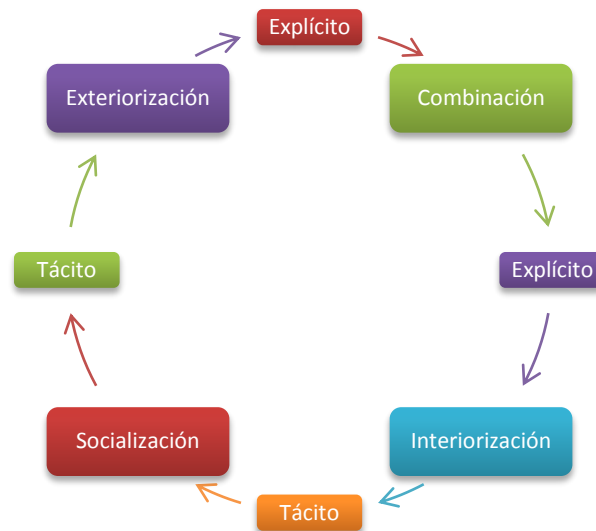 Explícito
Exteriorización
Combinación
Tácito
Explícito
Socialización
Interiorización
Tácito